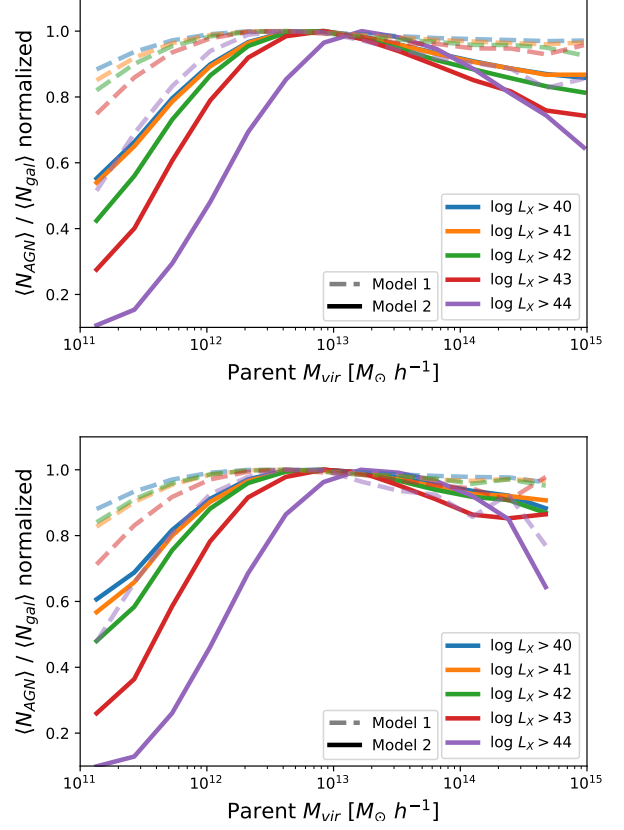 1.0
0.8
0.6
0.4
0.2
⟨N_AGN⟩ / ⟨N_gal⟩ normalized
log L_X > 40
log L_X > 41
log L_X > 42
log L_X > 43
log L_X > 44
Model 1
Model 2
10^11 10^12 10^13 10^14 10^15
Parent M_vir [M_⊙ h^−1]
1.0
0.8
0.6
0.4
0.2
⟨N_AGN⟩ / ⟨N_gal⟩ normalized
log L_X > 40
log L_X > 41
log L_X > 42
log L_X > 43
log L_X > 44
Model 1
Model 2
10^11 10^12 10^13 10^14 10^15
Parent M_vir [M_⊙ h^−1]